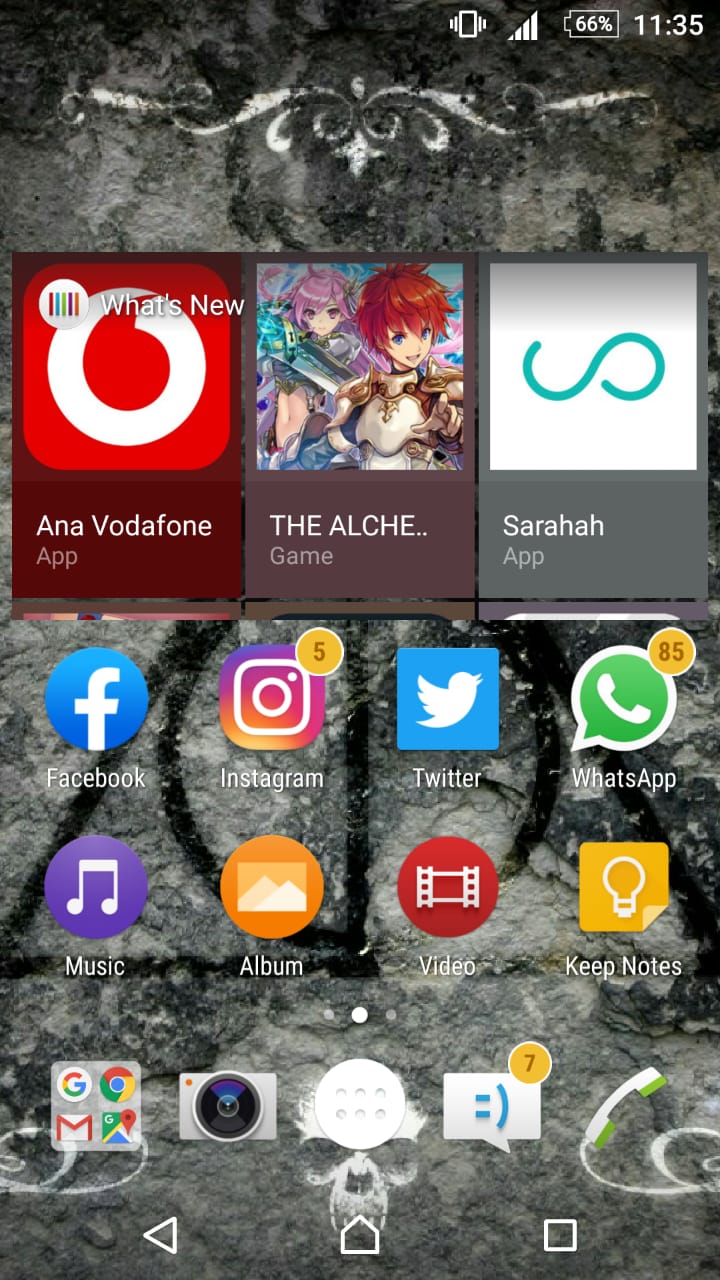 66% 11:35
What's New
Ana Vodafone THE ALCHE.. Sarahah
App Game App
5 85
Facebook Instagram Twitter WhatsApp
Music Album Video Keep Notes
7